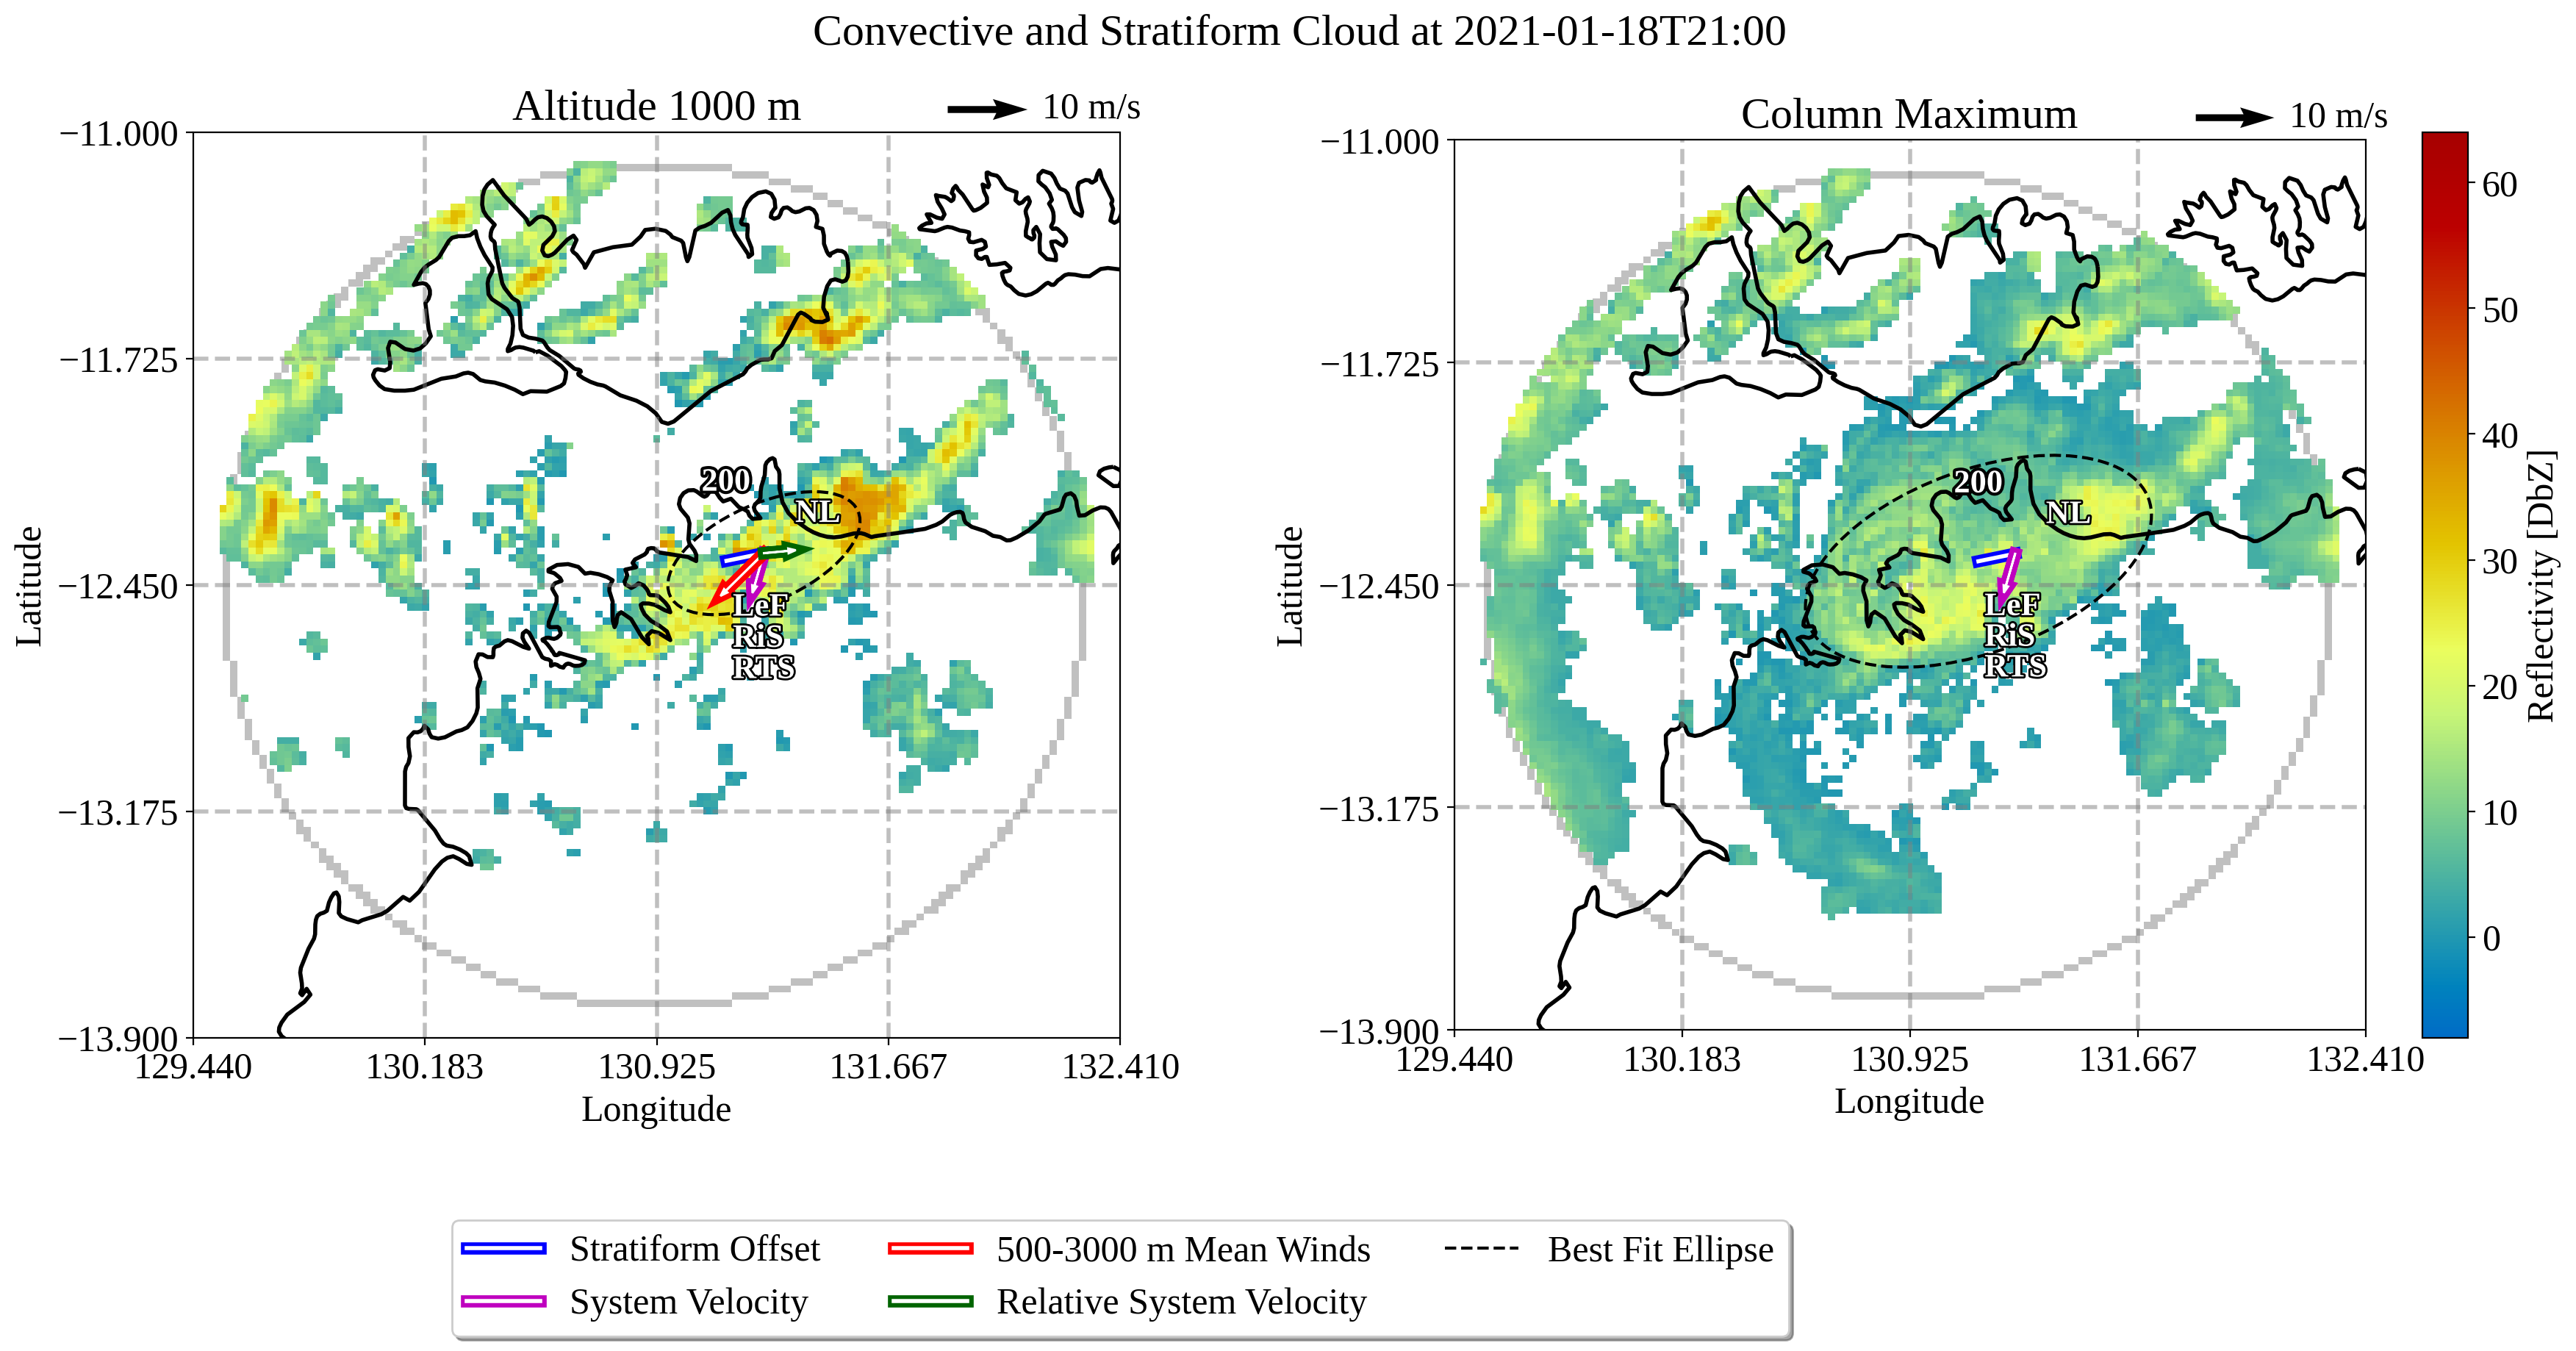 Convective and Stratiform Cloud at 2021-01-18T21:00
Altitude 1000 m
10 m/s
−11.000
−11.725
−12.450
−13.175
−13.900
129.440
130.183
130.925
131.667
132.410
Latitude
Longitude
200
NL
LeF
RiS
RTS
Column Maximum
10 m/s
−11.000
−11.725
−12.450
−13.175
−13.900
129.440
130.183
130.925
131.667
132.410
Latitude
Longitude
200
NL
LeF
RiS
RTS
60
50
40
30
20
10
0
Reflectivity [DbZ]
Stratiform Offset
System Velocity
500-3000 m Mean Winds
Relative System Velocity
Best Fit Ellipse